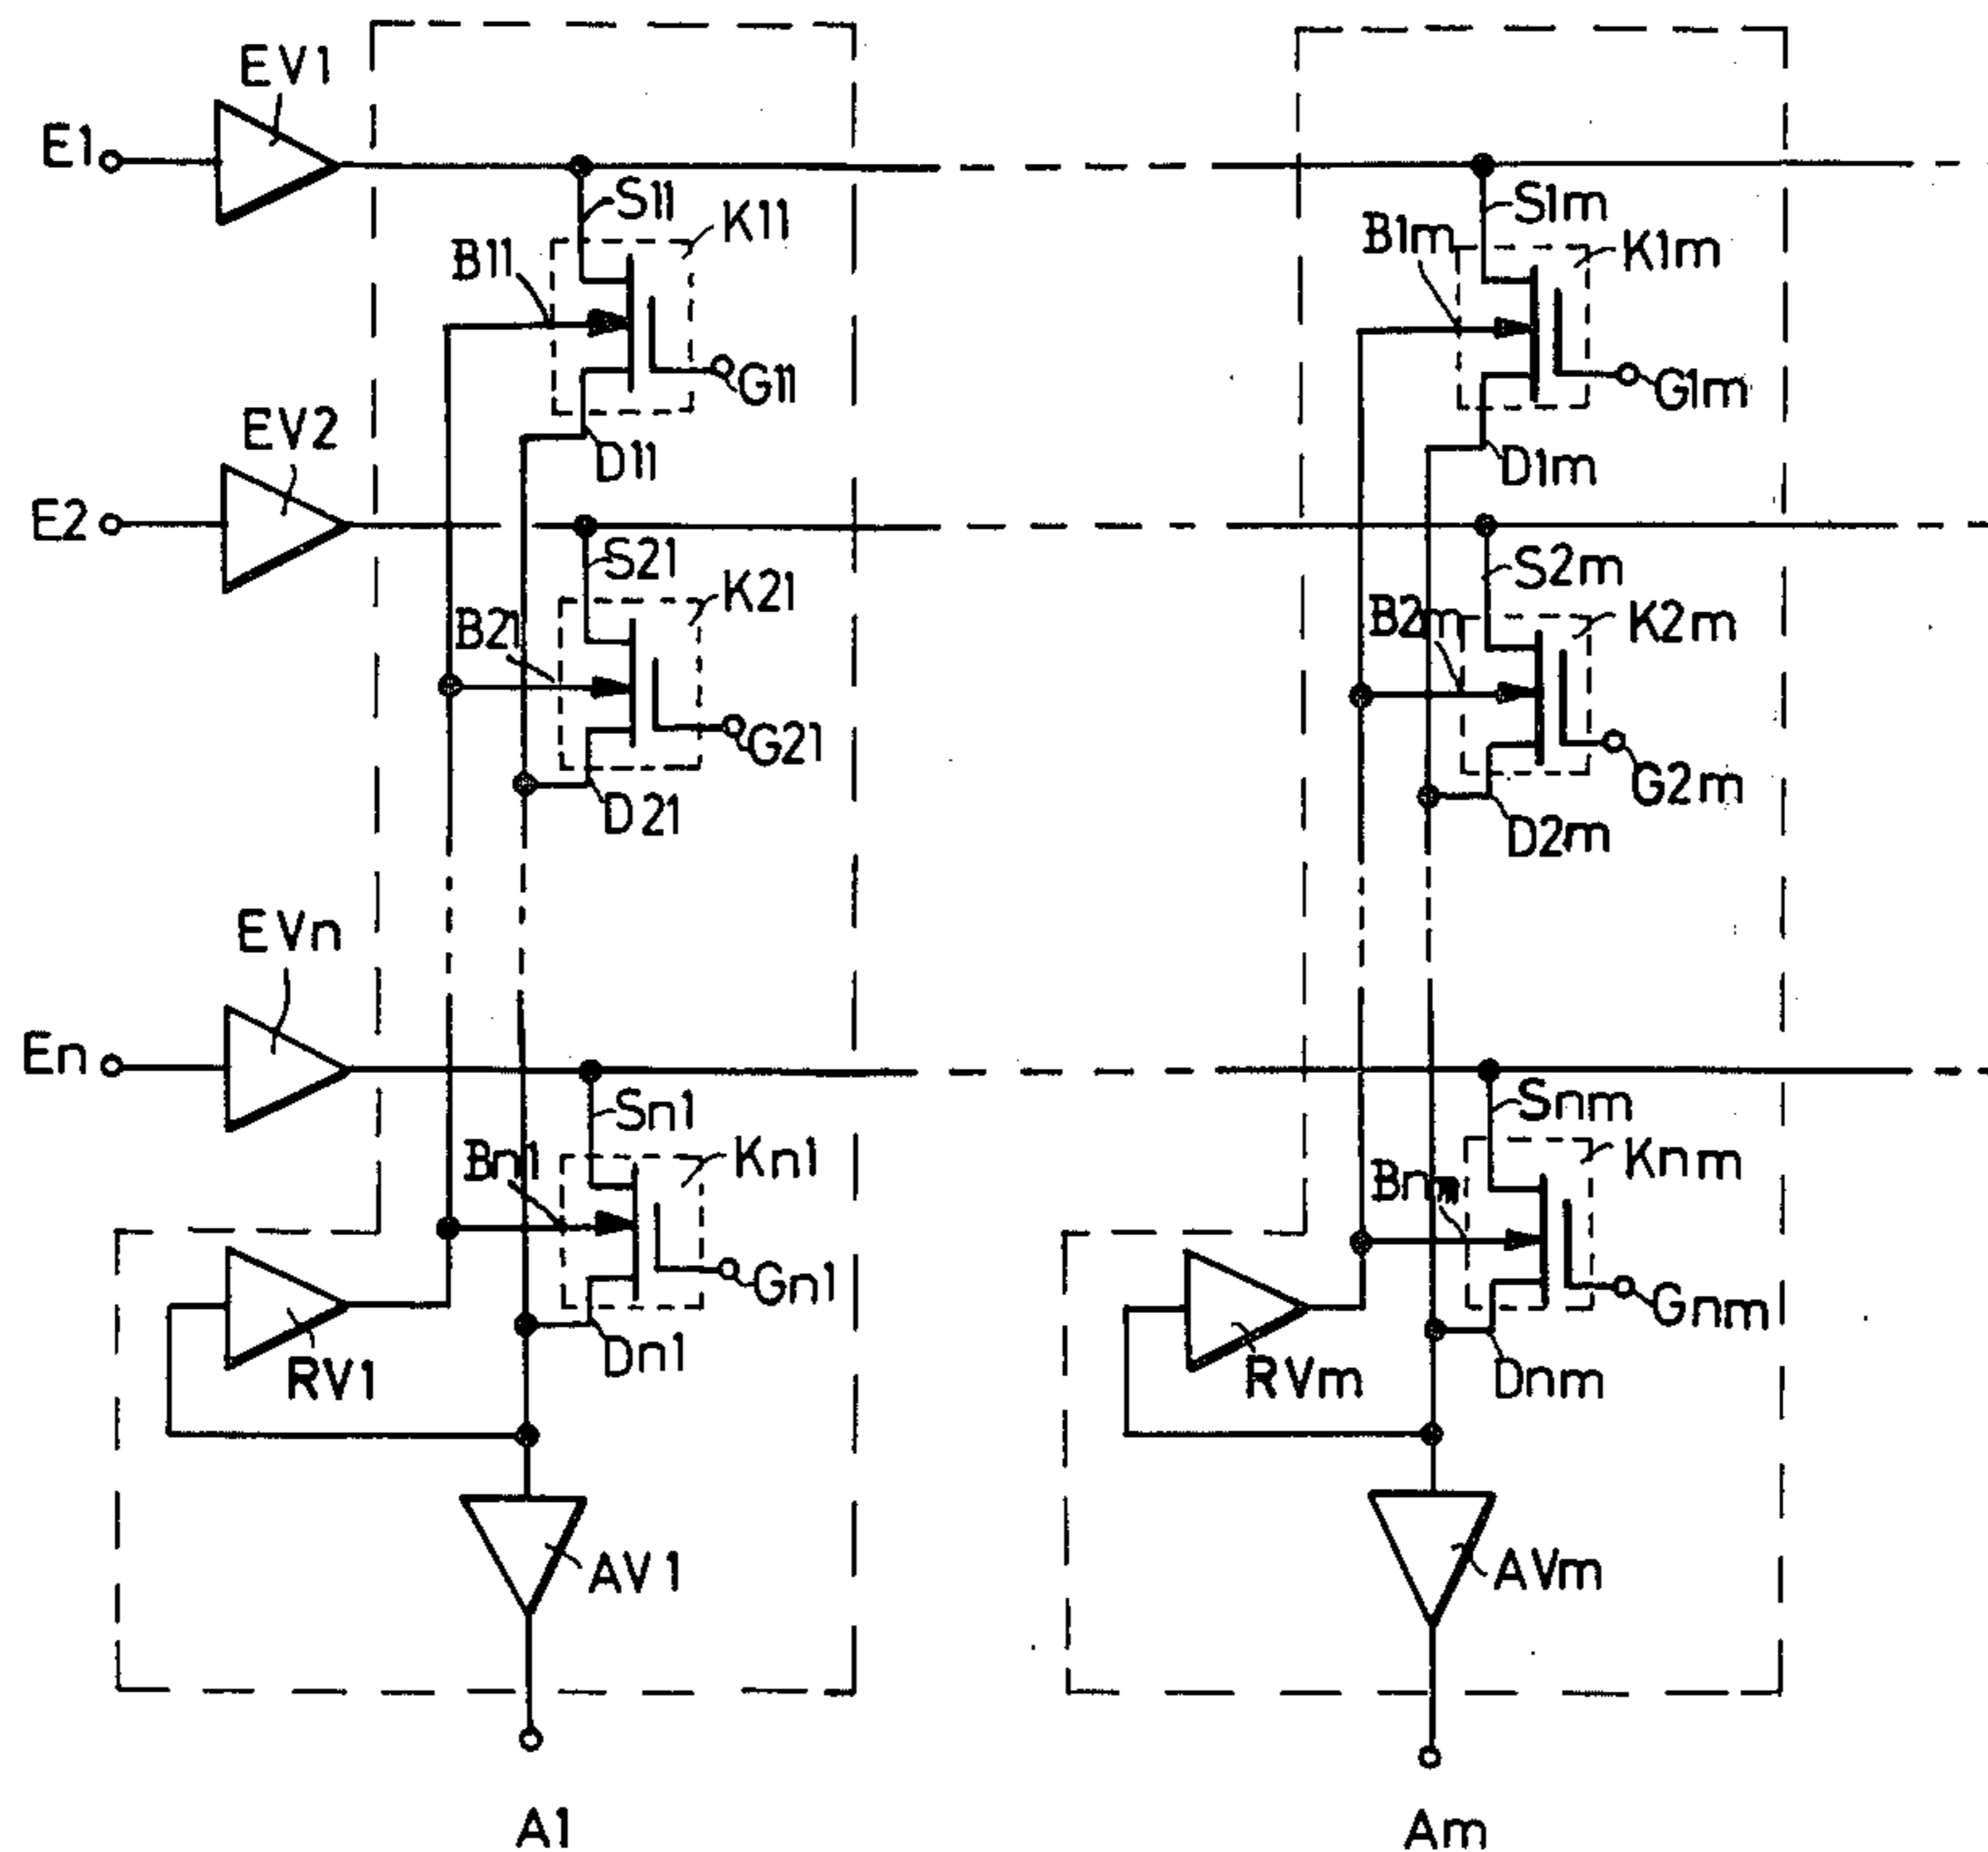 EV1
E1
S11
K11
B11
G11
D11
S1m
B1m
K1m
G1m
D1m
EV2
E2
S21
K21
B21
G21
D21
S2m
B2m
K2m
G2m
D2m
EVn
En
Sn1
Bn1
Kn1
Gn1
Dn1
RV1
Snm
Bnm
Knm
Gnm
Dnm
RVm
AV1
AVm
A1
Am